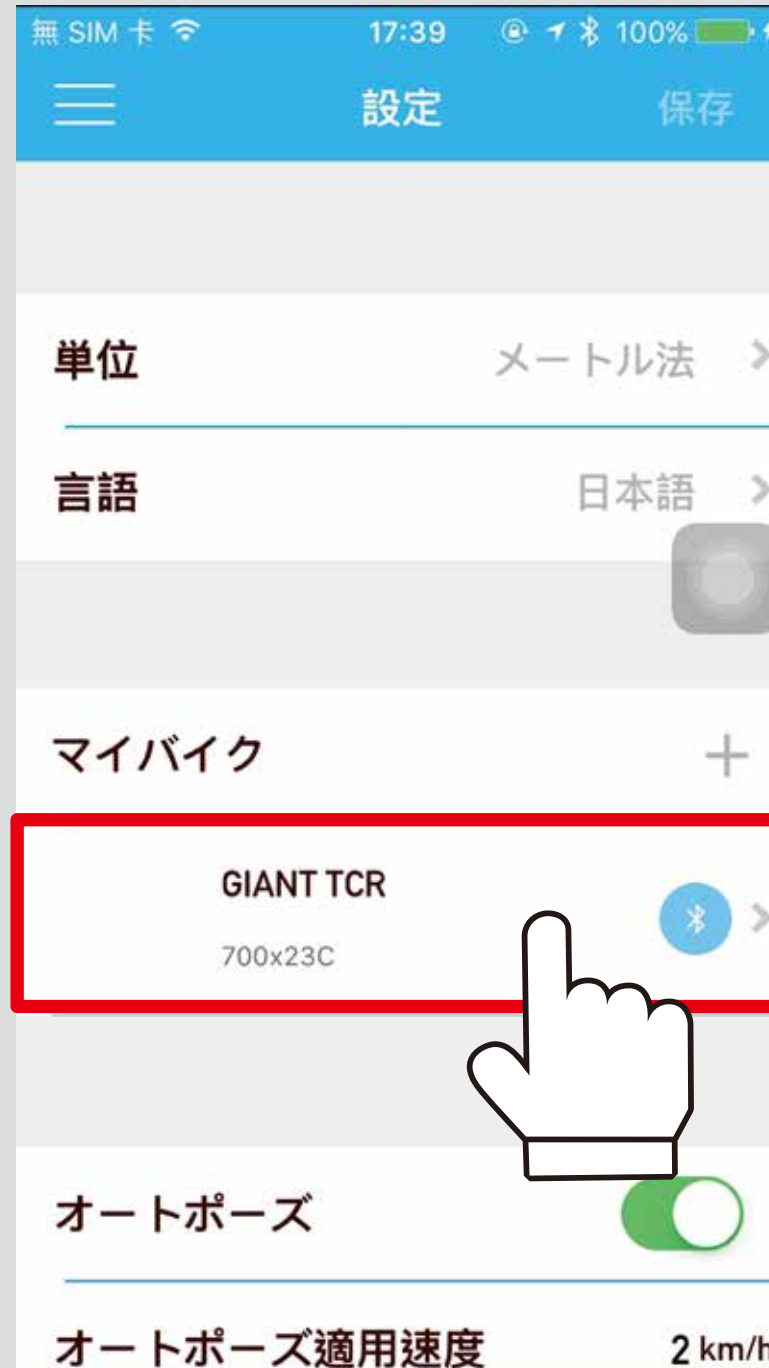 無 SIM 卡 17:39 100%
設定 保存
単位 メートル法
言語 日本語
マイバイク
GIANT TCR
700x23C
オートポーズ
オートポーズ適用速度 2 km/h